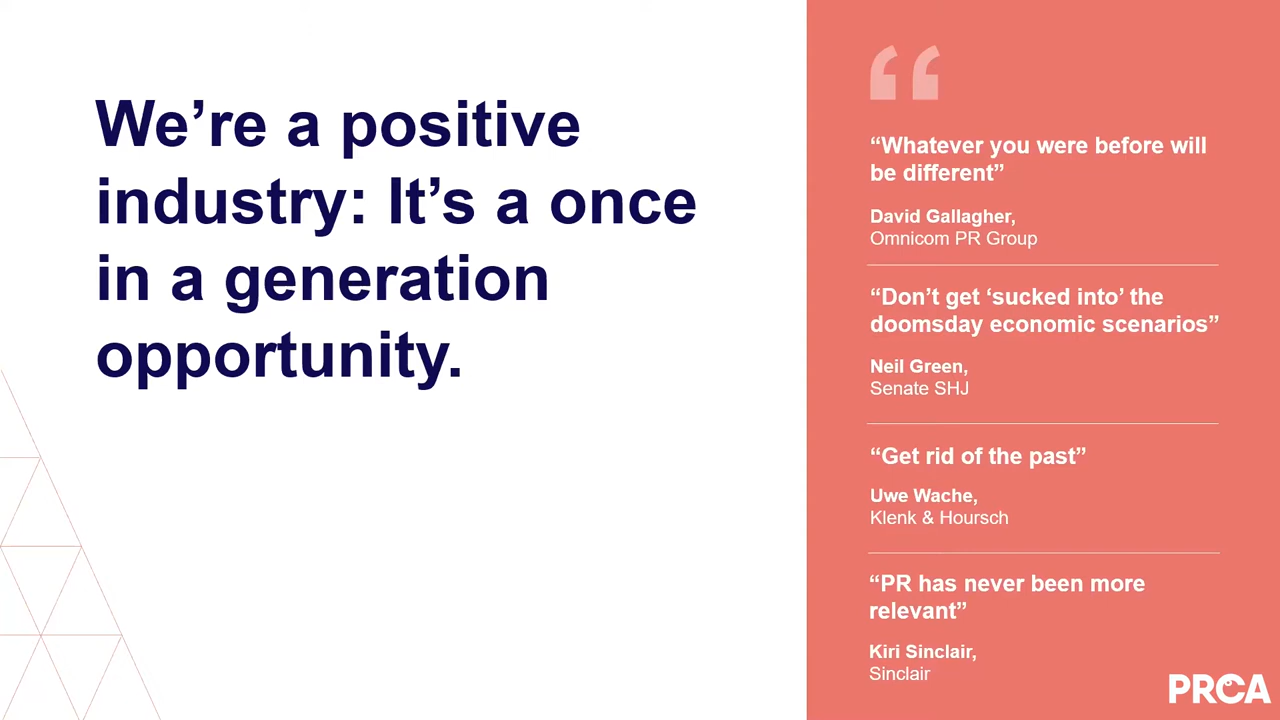 We’re a positive
industry: It’s a once
in a generation
opportunity.
“Whatever you were before will
be different”
David Gallagher,
Omnicom PR Group
“Don’t get ‘sucked into’ the
doomsday economic scenarios”
Neil Green,
Senate SHJ
“Get rid of the past”
Uwe Wache,
Klenk & Hoursch
“PR has never been more
relevant”
Kiri Sinclair,
Sinclair
PRCA